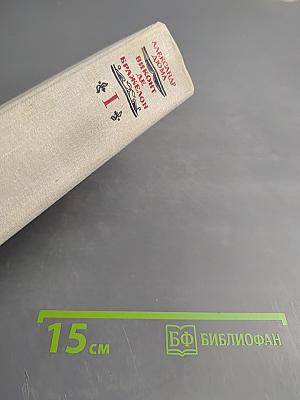 АЛЕКСАНДР
ДЮМА
ВИКОНТ
ДЕ
БРАЖЕЛОН
I
15 см
БФ БИБЛИОФАН